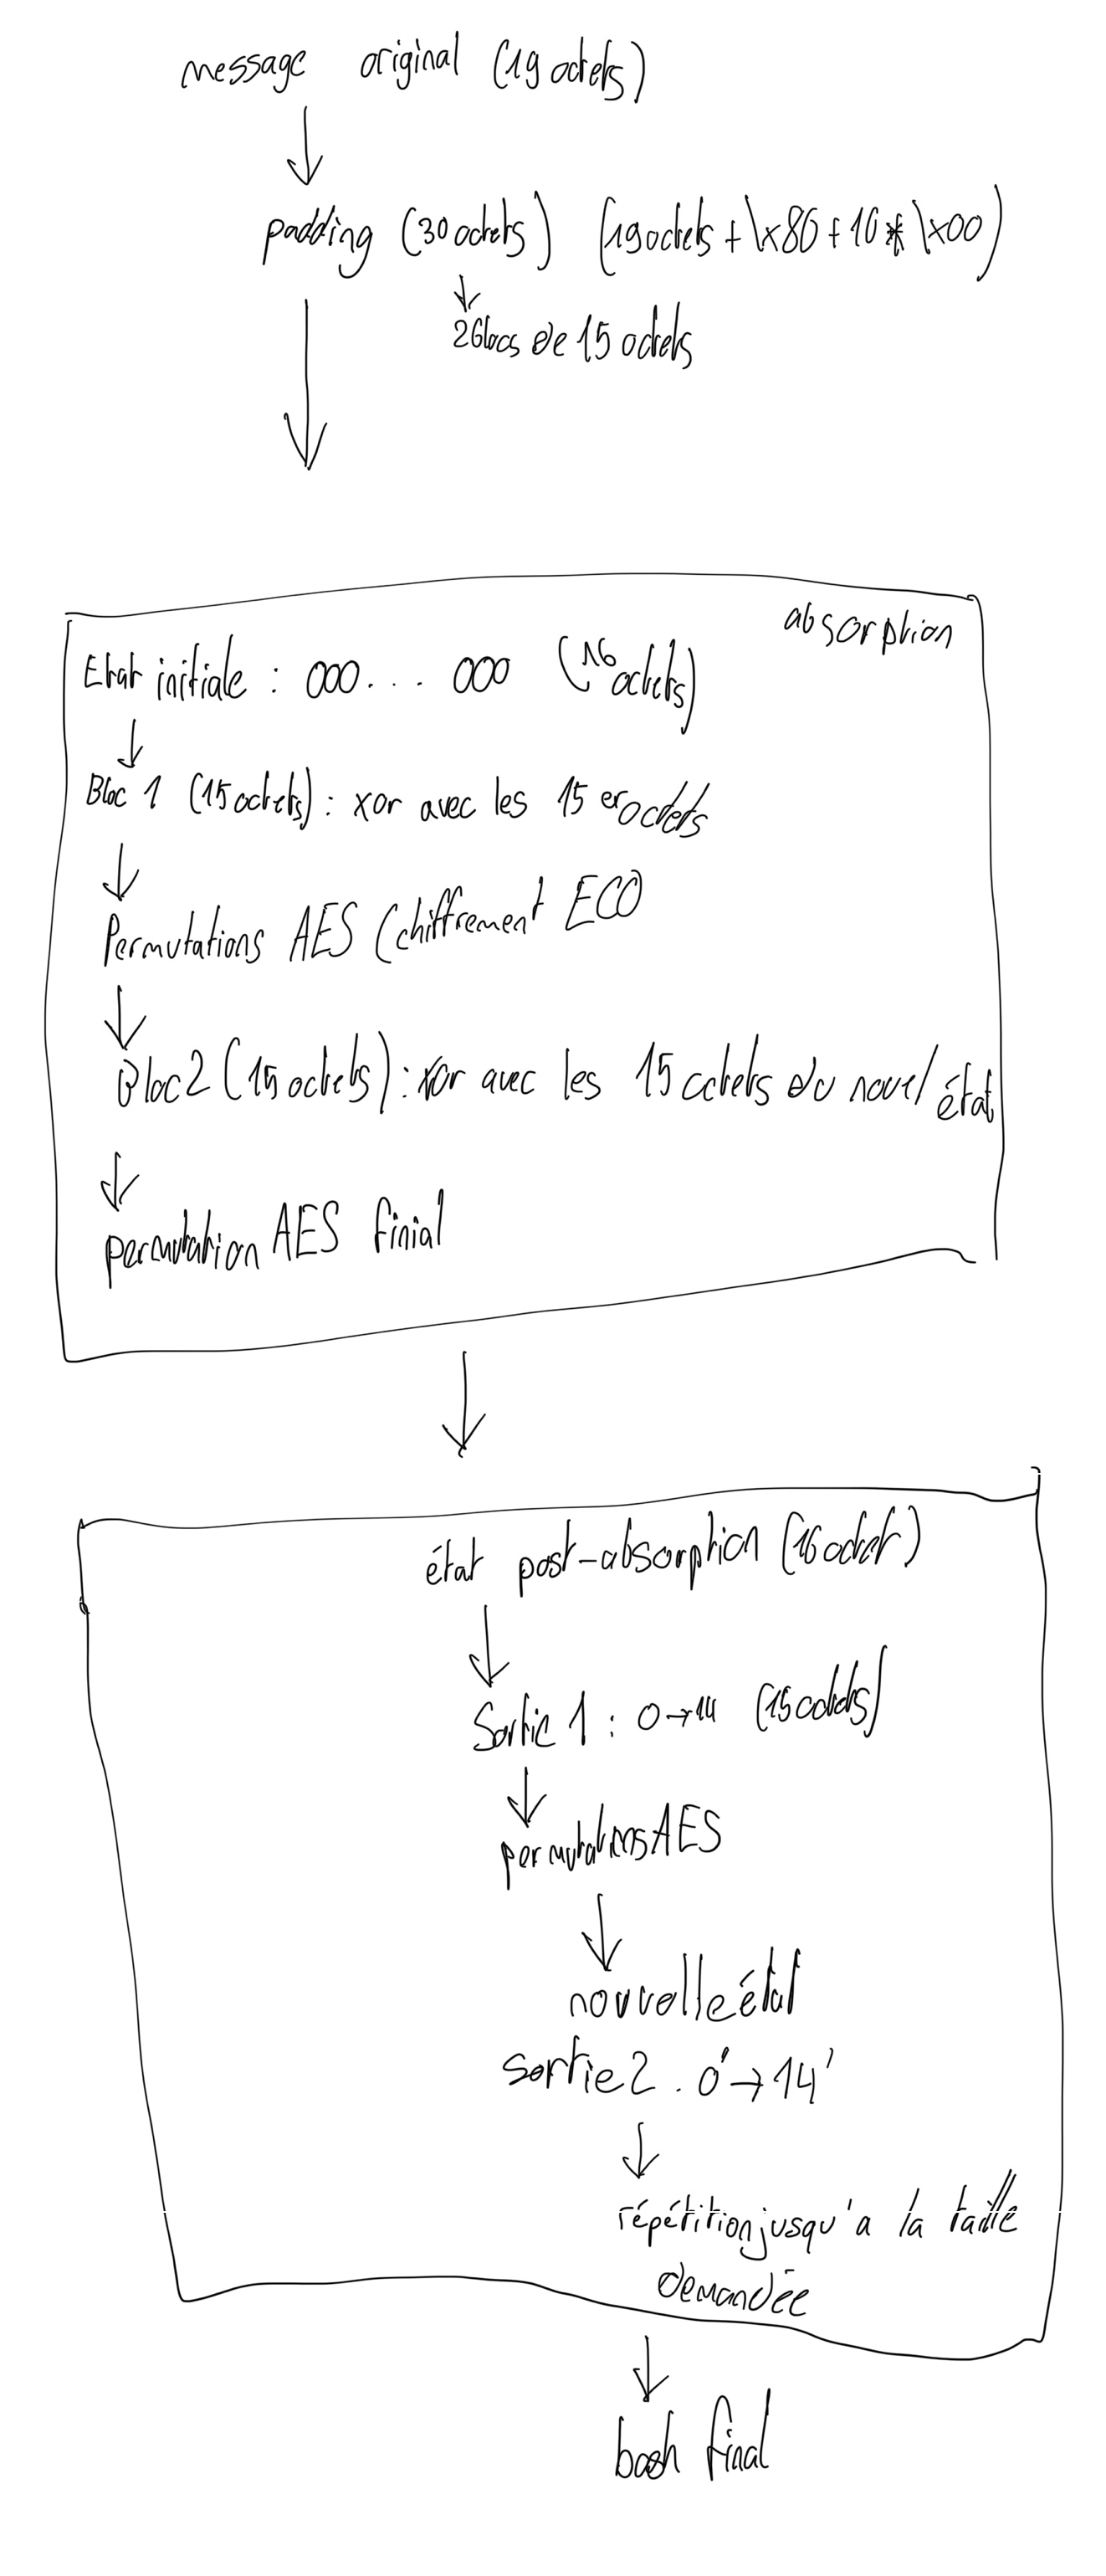 message original (19 octets)
padding (30 octets) (19 octets + \x80 + 10 * \x00)
2 blocs de 15 octets
absorption
Etat initiale : 000... 000 (16 octets)
Bloc 1 (15 octets) : xor avec les 15 er octets
Permutations AES (chiffrement ECD
Bloc 2 (15 octets) : xor avec les 15 octets du nouvel état
permutation AES finial
état post-absorption (16 octet)
Sortie 1 : 0→14 (15 octets)
permutations AES
nouvelle état
sortie 2 . 0'→14'
répétition jusqu'a la taille
demandée
hash final